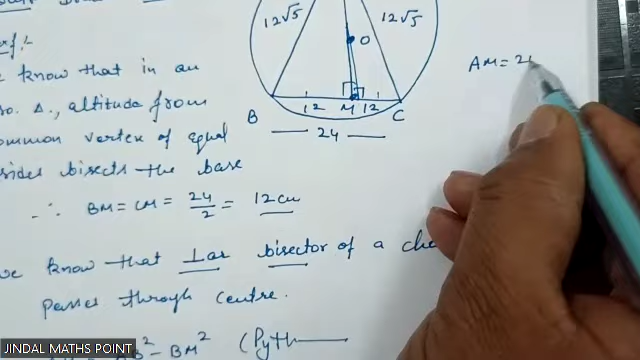 12√5 12√5
O
AM = 24
B 12 M 12 C
24
know that in an
so. Δ, altitude from
common vertex of equal
sides bisects the base
∴ BM = CM = 24/2 = 12 cm
we know that ⊥ar bisector of a
passes through centre.
² - BM² (Pyth
JINDAL MATHS POINT